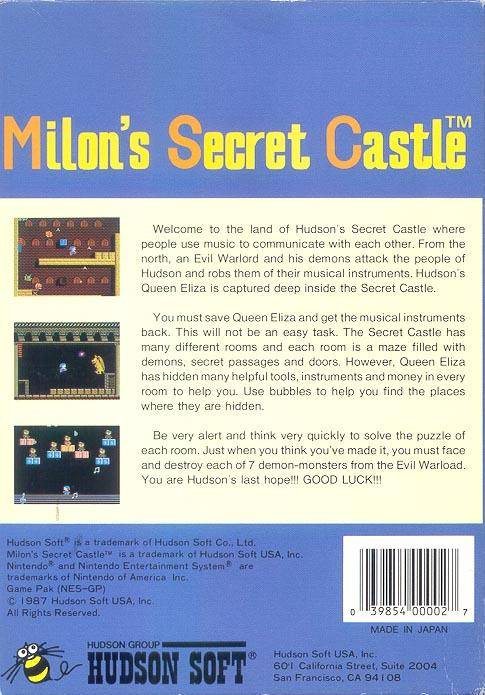 Milon's Secret Castle™
Welcome to the land of Hudson's Secret Castle where
people use music to communicate with each other. From the
north, an Evil Warlord and his demons attack the people of
Hudson and robs them of their musical instruments. Hudson's
Queen Eliza is captured deep inside the Secret Castle.
You must save Queen Eliza and get the musical instruments
back. This will not be an easy task. The Secret Castle has
many different rooms and each room is a maze filled with
demons, secret passages and doors. However, Queen Eliza
has hidden many helpful tools, instruments and money in every
room to help you. Use bubbles to help you find the places
where they are hidden.
Be very alert and think very quickly to solve the puzzle of
each room. Just when you think you've made it, you must face
and destroy each of 7 demon-monsters from the Evil Warload.
You are Hudson's last hope!!! GOOD LUCK!!!
Hudson Soft® is a trademark of Hudson Soft Co., Ltd.
Milon's Secret Castle™ is a trademark of Hudson Soft USA, Inc.
Nintendo® and Nintendo Entertainment System® are
trademarks of Nintendo of America Inc.
Game Pak (NES-GP)
© 1987 Hudson Soft USA, Inc.
All Rights Reserved.
0 39854 00002 7
MADE IN JAPAN
HUDSON GROUP
HUDSON SOFT®
Hudson Soft USA, Inc.
601 California Street, Suite 2004
San Francisco, CA 94108